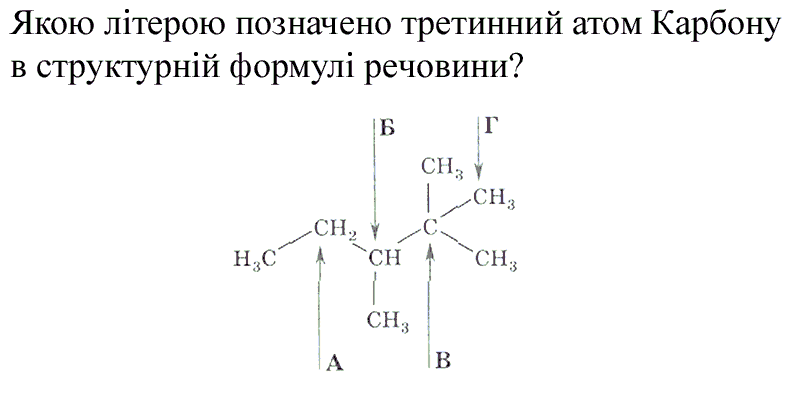 Якою літерою позначено третинний атом Карбону
в структурній формулі речовини?
Б
Г
CH₃
CH₃
CH₂
C
H₃C
CH
CH₃
CH₃
А
В